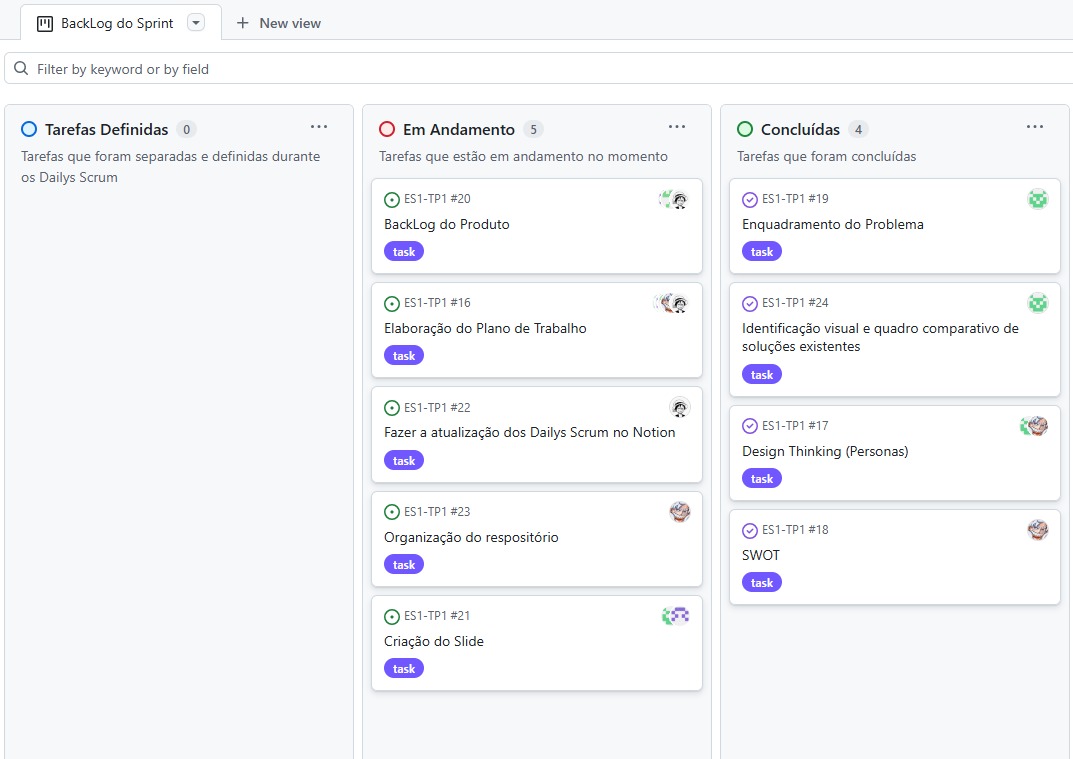 BackLog do Sprint
New view
Filter by keyword or by field
Tarefas Definidas 0
Tarefas que foram separadas e definidas durante
os Dailys Scrum
Em Andamento 5
Tarefas que estão em andamento no momento
ES1-TP1 #20
BackLog do Produto
task
ES1-TP1 #16
Elaboração do Plano de Trabalho
task
ES1-TP1 #22
Fazer a atualização dos Dailys Scrum no Notion
task
ES1-TP1 #23
Organização do respositório
task
ES1-TP1 #21
Criação do Slide
task
Concluídas 4
Tarefas que foram concluídas
ES1-TP1 #19
Enquadramento do Problema
task
ES1-TP1 #24
Identificação visual e quadro comparativo de
soluções existentes
task
ES1-TP1 #17
Design Thinking (Personas)
task
ES1-TP1 #18
SWOT
task